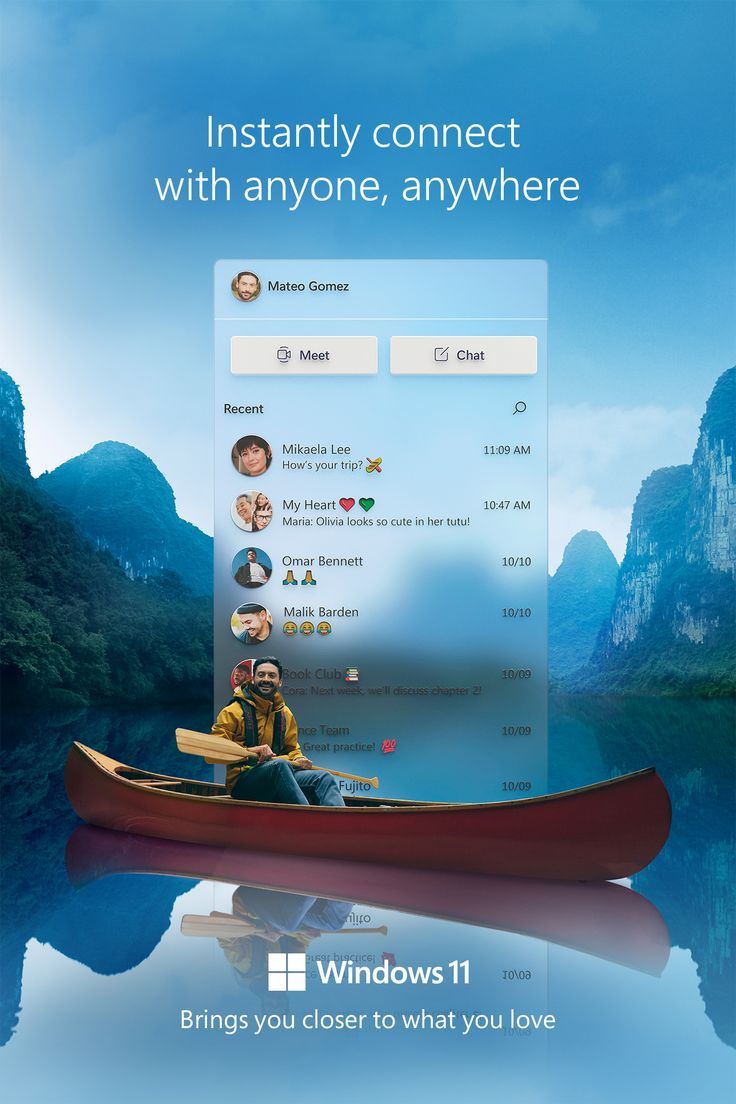 Instantly connect
with anyone, anywhere
Mateo Gomez
Meet
Chat
Recent
Mikaela Lee
11:09 AM
How's your trip? 🛶
My Heart ❤️ 💚
10:47 AM
Maria: Olivia looks so cute in her tutu!
Omar Bennett
10/10
🙏🙏
Malik Barden
10/10
😂😂😂
Book Club 📚
10/09
Cora: Next week, we'll discuss chapter 2!
Team
10/09
Great practice! 💯
Fujito
10/09
Windows 11
Brings you closer to what you love